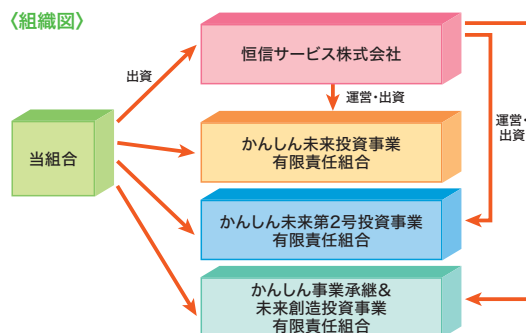 〈組織図〉
恒信サービス株式会社
出資
運営・出資
当組合
かんしん未来投資事業
有限責任組合
運営・
出資
かんしん未来第2号投資事業
有限責任組合
かんしん事業承継&
未来創造投資事業
有限責任組合